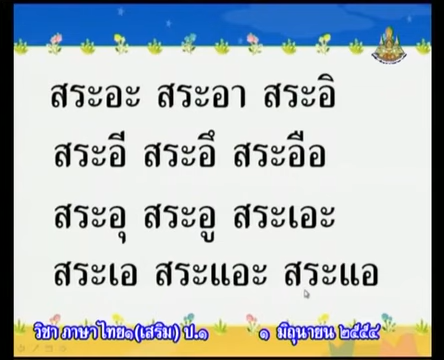 สระอะ สระอา สระอิ
สระอี สระอึ สระอือ
สระอุ สระอู สระเอะ
สระเอ สระแอะ สระแอ
วิชา ภาษาไทย๑(เสริม) ป.๑ ๑ มิถุนายน ๒๕๕๔